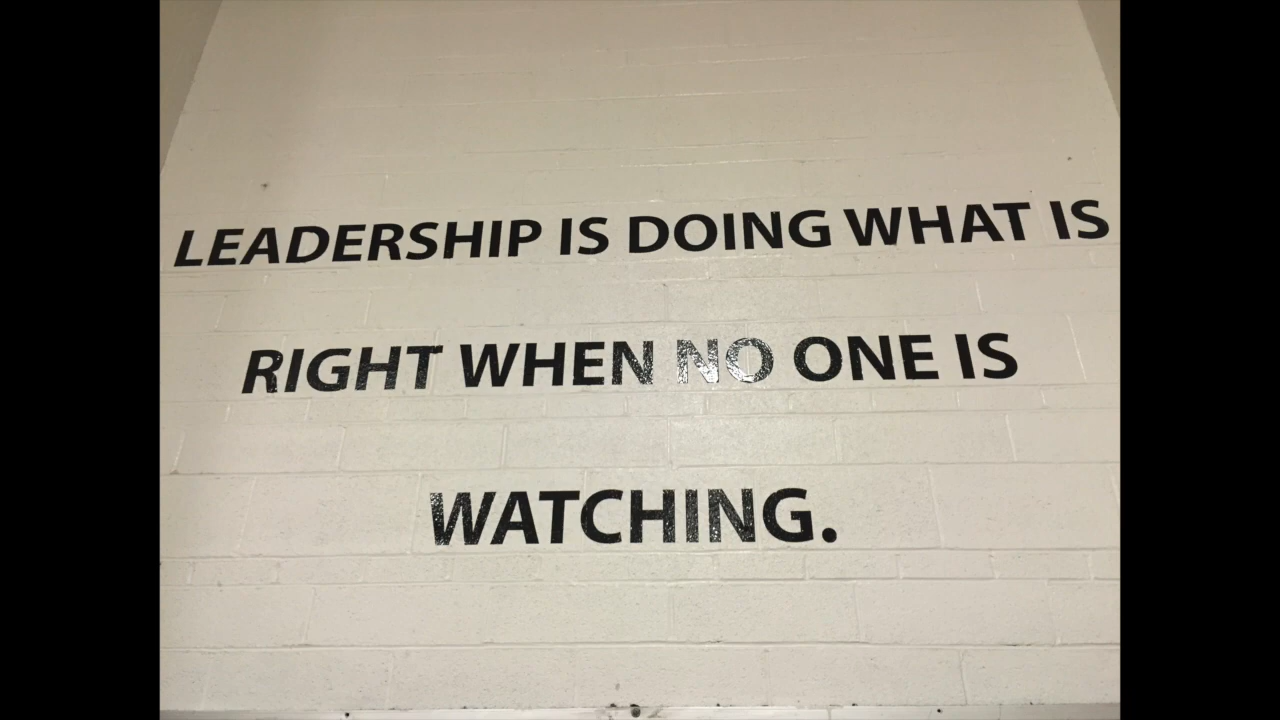 LEADERSHIP IS DOING WHAT IS
RIGHT WHEN NO ONE IS
WATCHING.